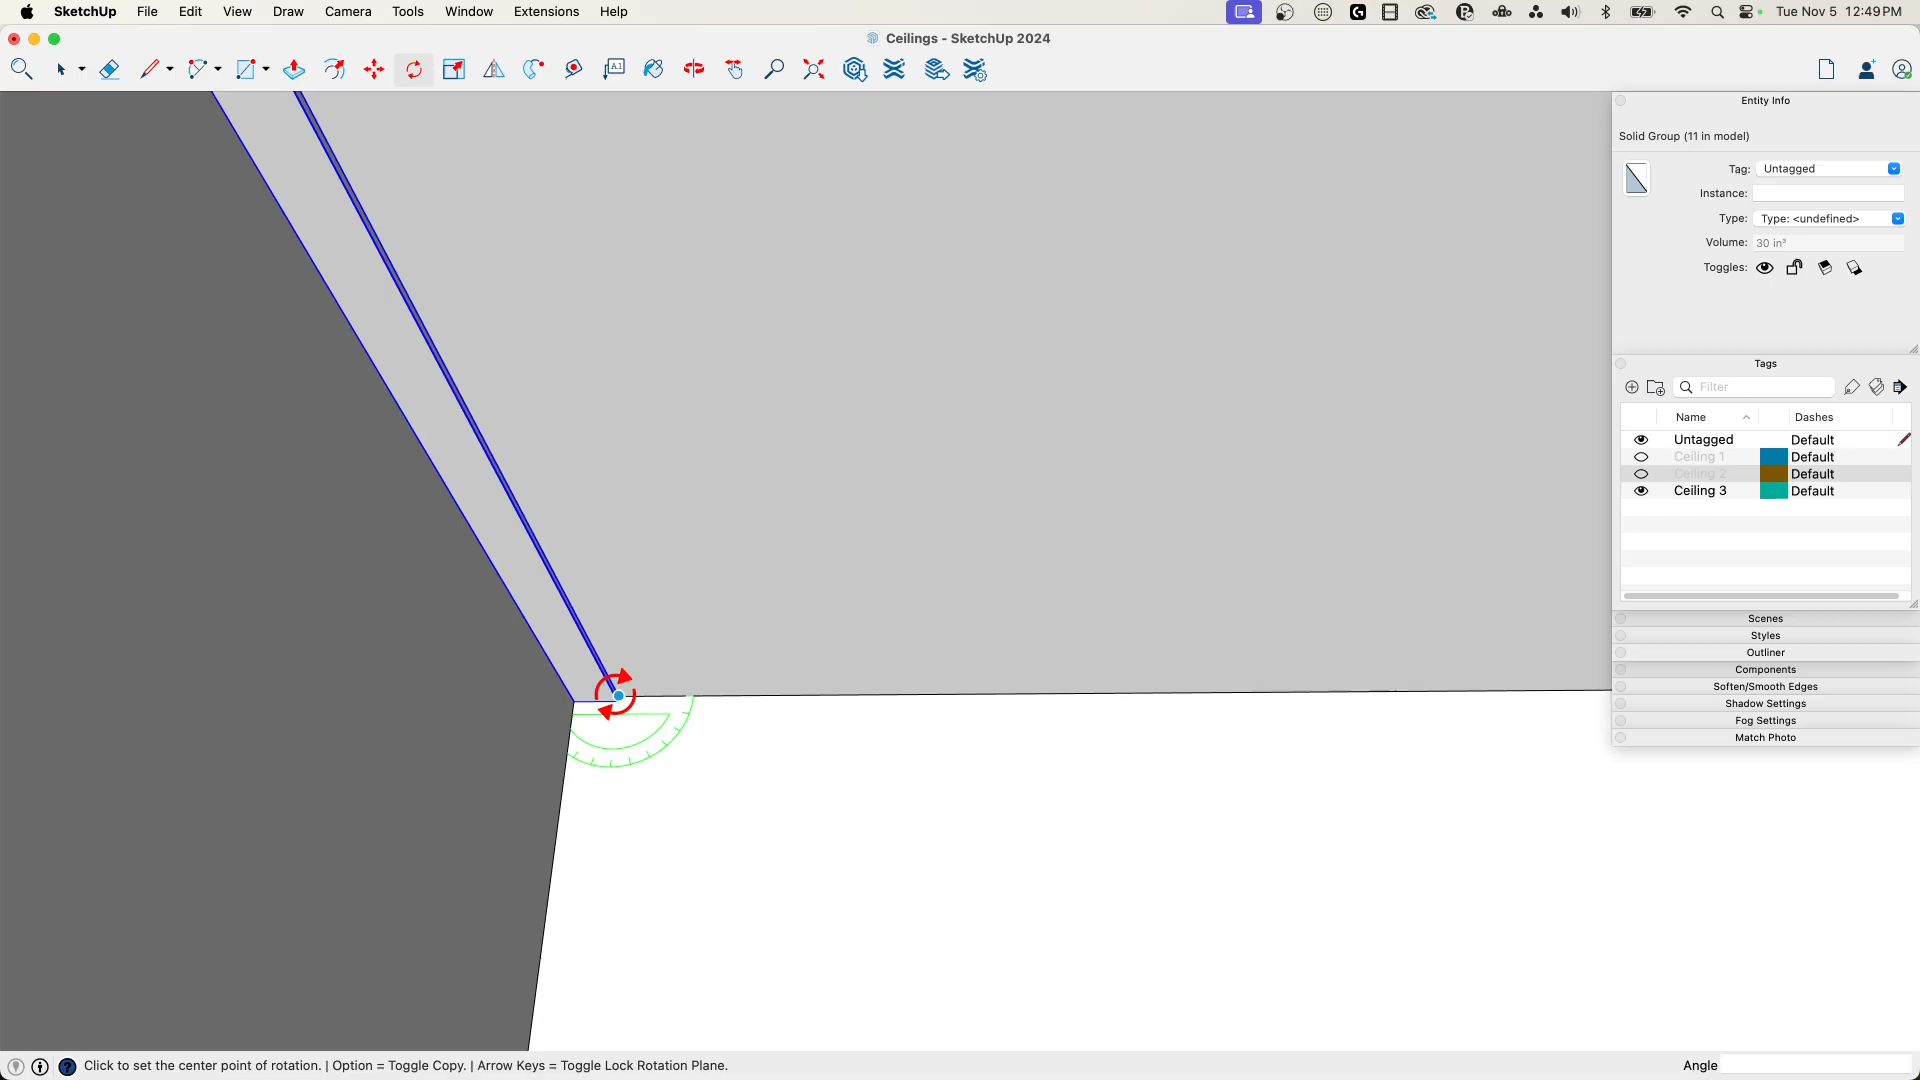 SketchUp File Edit View Draw Camera Tools Window Extensions Help Tue Nov 5 12:49 PM
Ceilings - SketchUp 2024
A1
Entity Info
Solid Group (11 in model)
Tag: Untagged
Instance:
Type: Type: <undefined>
Volume: 30 in³
Toggles:
Tags
Filter
Name Dashes
Untagged Default
Ceiling 1 Default
Ceiling 2 Default
Ceiling 3 Default
Scenes
Styles
Outliner
Components
Soften/Smooth Edges
Shadow Settings
Fog Settings
Match Photo
Click to set the center point of rotation. | Option = Toggle Copy. | Arrow Keys = Toggle Lock Rotation Plane. Angle